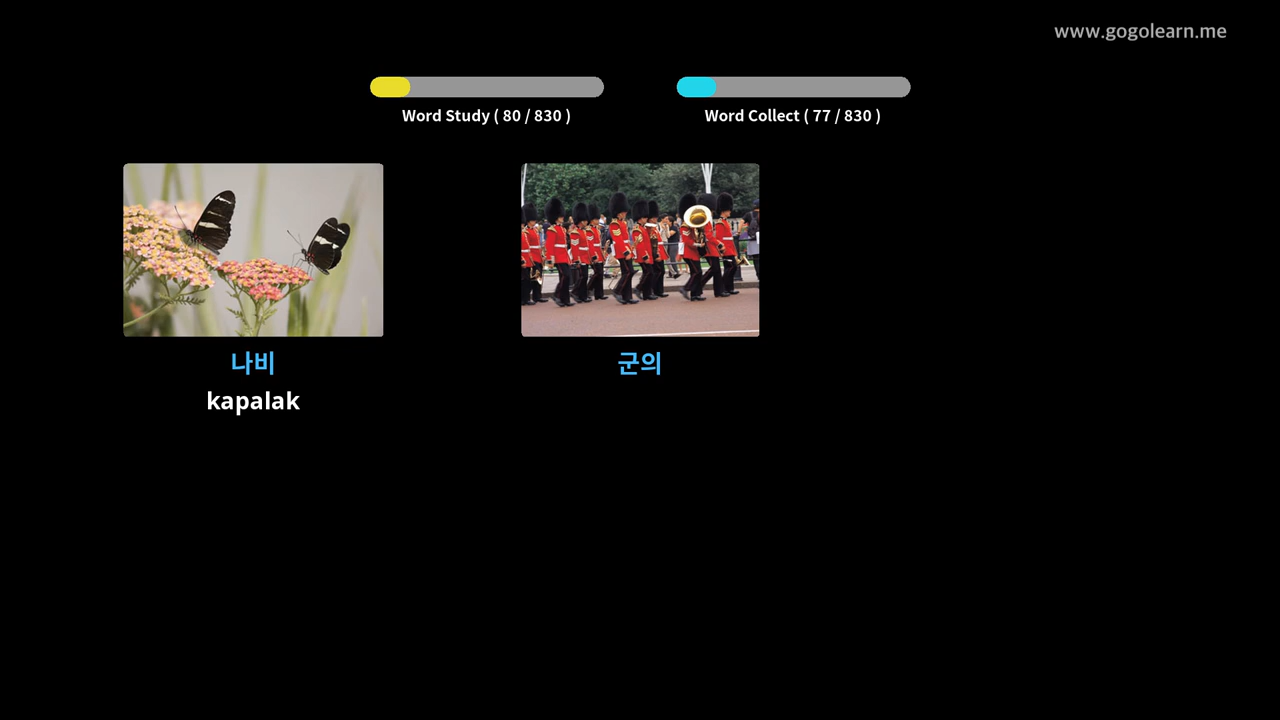 www.gogolearn.me
Word Study ( 80 / 830 )
Word Collect ( 77 / 830 )
나비
kapalak
군의